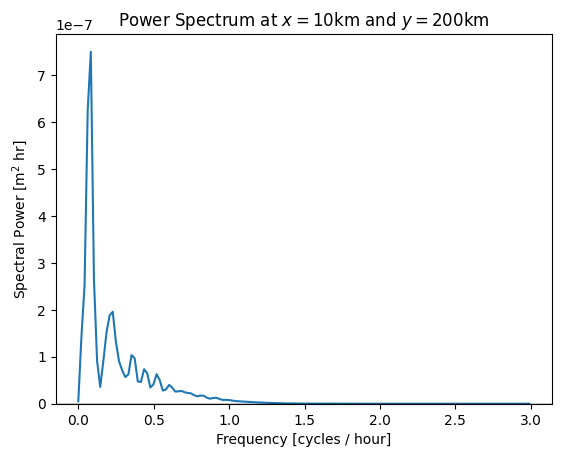 Power Spectrum at x = 10km and y = 200km
1e−7
7
6
5
4
3
2
1
0
Spectral Power [m² hr]
0.0 0.5 1.0 1.5 2.0 2.5 3.0
Frequency [cycles / hour]